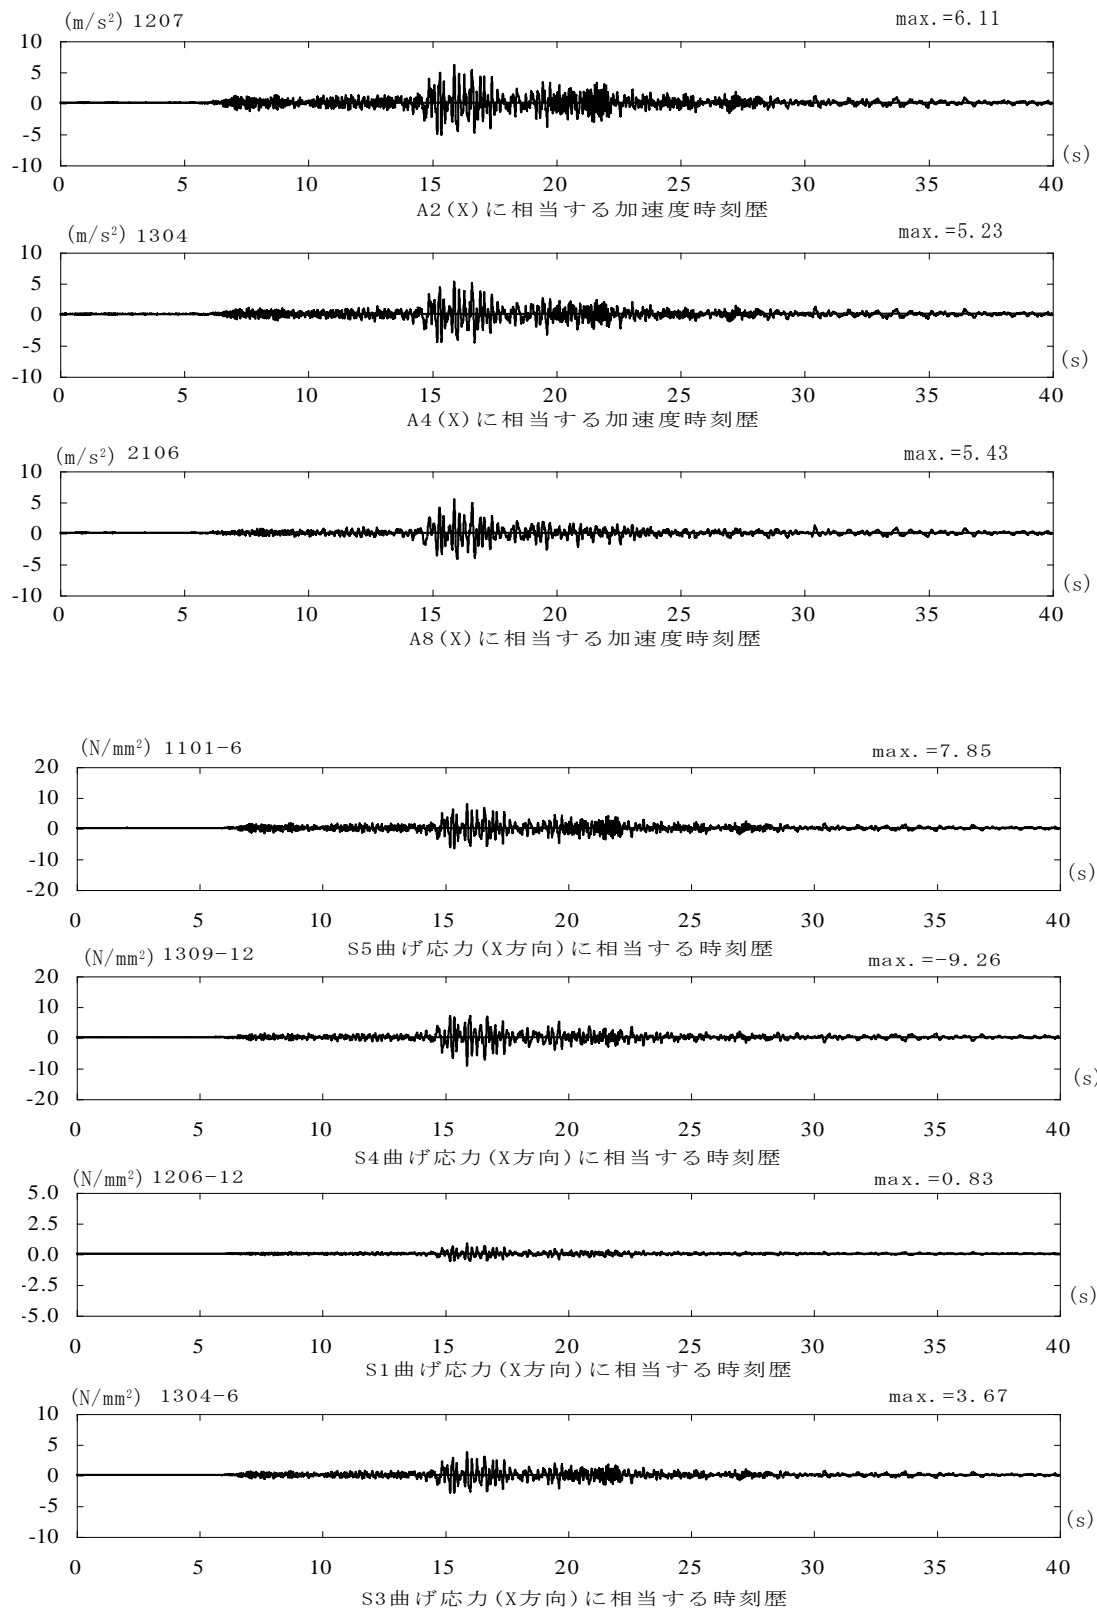 (m/s²) 1207 max.=6.11
10
5
0
-5
-10
(s)
0 5 10 15 20 25 30 35 40
A2(X)に相当する加速度時刻歴
(m/s²) 1304 max.=5.23
10
5
0
-5
-10
(s)
0 5 10 15 20 25 30 35 40
A4(X)に相当する加速度時刻歴
(m/s²) 2106 max.=5.43
10
5
0
-5
-10
(s)
0 5 10 15 20 25 30 35 40
A8(X)に相当する加速度時刻歴
(N/mm²) 1101-6 max.=7.85
20
10
0
-10
-20
(s)
0 5 10 15 20 25 30 35 40
S5曲げ応力(X方向)に相当する時刻歴
(N/mm²) 1309-12 max.=-9.26
20
10
0
-10
-20
(s)
0 5 10 15 20 25 30 35 40
S4曲げ応力(X方向)に相当する時刻歴
(N/mm²) 1206-12 max.=0.83
5.0
2.5
0.0
-2.5
-5.0
(s)
0 5 10 15 20 25 30 35 40
S1曲げ応力(X方向)に相当する時刻歴
(N/mm²) 1304-6 max.=3.67
10
5
0
-5
-10
(s)
0 5 10 15 20 25 30 35 40
S3曲げ応力(X方向)に相当する時刻歴